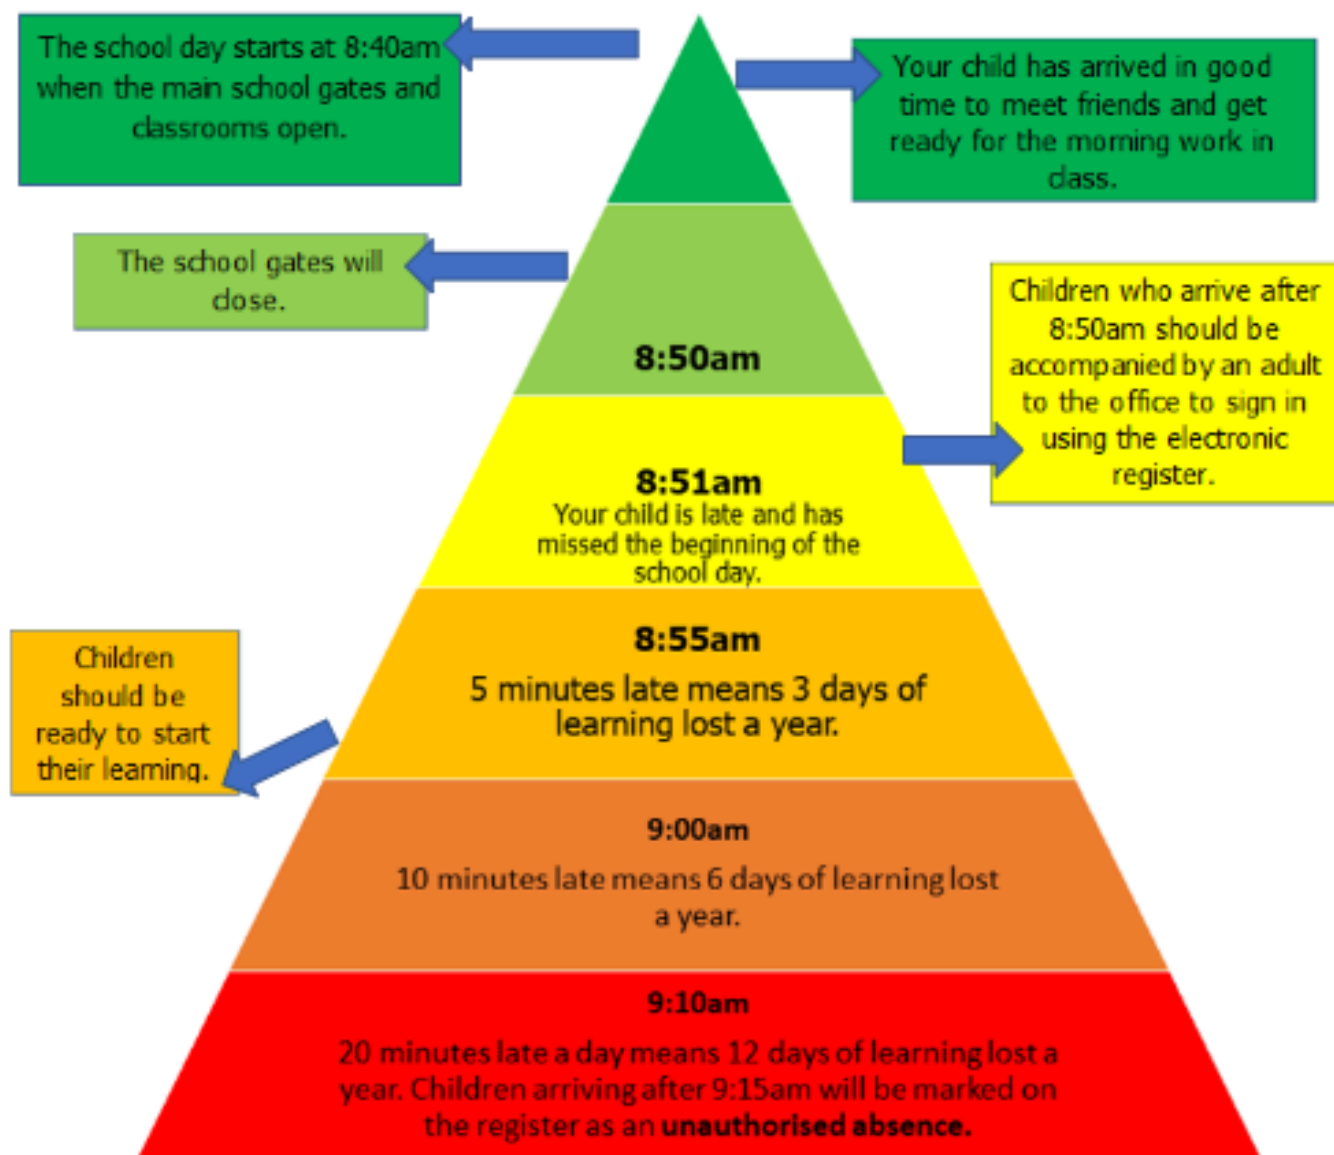 The school day starts at 8:40am
when the main school gates and
classrooms open.
Your child has arrived in good
time to meet friends and get
ready for the morning work in
class.
The school gates will
close.
8:50am
Children who arrive after
8:50am should be
accompanied by an adult
to the office to sign in
using the electronic
register.
8:51am
Your child is late and has
missed the beginning of the
school day.
8:55am
5 minutes late means 3 days of
learning lost a year.
Children
should be
ready to start
their learning.
9:00am
10 minutes late means 6 days of learning lost
a year.
9:10am
20 minutes late a day means 12 days of learning lost a
year. Children arriving after 9:15am will be marked on
the register as an unauthorised absence.